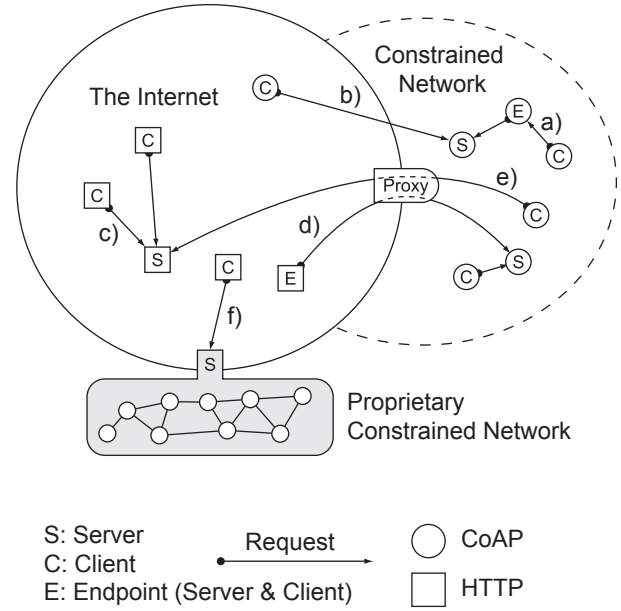 Constrained
Network
The Internet
C
b)
E
a)
C
S
C
C
Proxy
e)
C
c)
d)
S
C
E
C
S
f)
S
Proprietary
Constrained Network
S: Server
C: Client
E: Endpoint (Server & Client)
Request
CoAP
HTTP